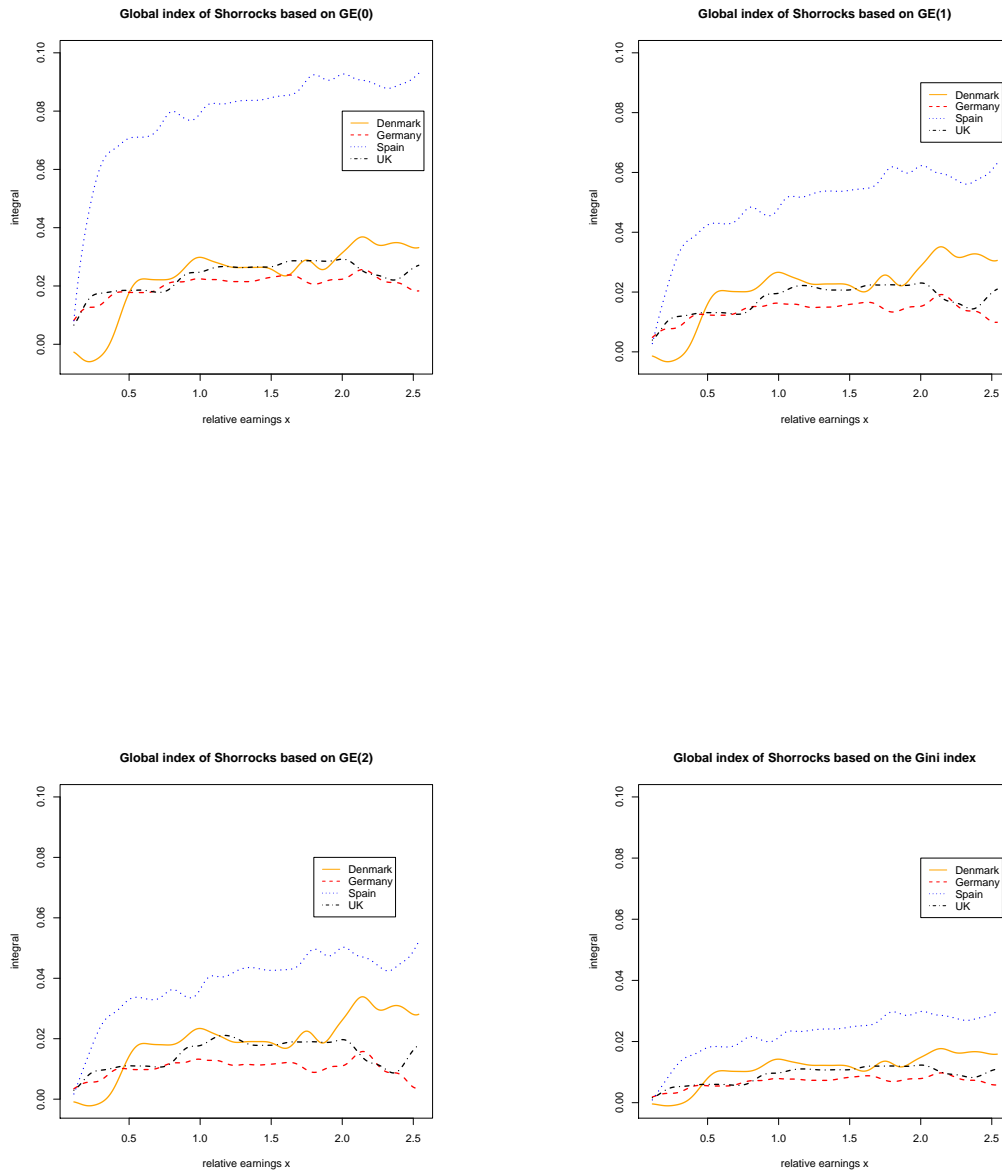 Global index of Shorrocks based on GE(0)
0.10
0.08
0.06
0.04
0.02
0.00
integral
Denmark
Germany
Spain
UK
0.5 1.0 1.5 2.0 2.5
relative earnings x
Global index of Shorrocks based on GE(1)
0.10
0.08
0.06
0.04
0.02
0.00
integral
Denmark
Germany
Spain
UK
0.5 1.0 1.5 2.0 2.5
relative earnings x
Global index of Shorrocks based on GE(2)
0.10
0.08
0.06
0.04
0.02
0.00
integral
Denmark
Germany
Spain
UK
0.5 1.0 1.5 2.0 2.5
relative earnings x
Global index of Shorrocks based on the Gini index
0.10
0.08
0.06
0.04
0.02
0.00
integral
Denmark
Germany
Spain
UK
0.5 1.0 1.5 2.0 2.5
relative earnings x